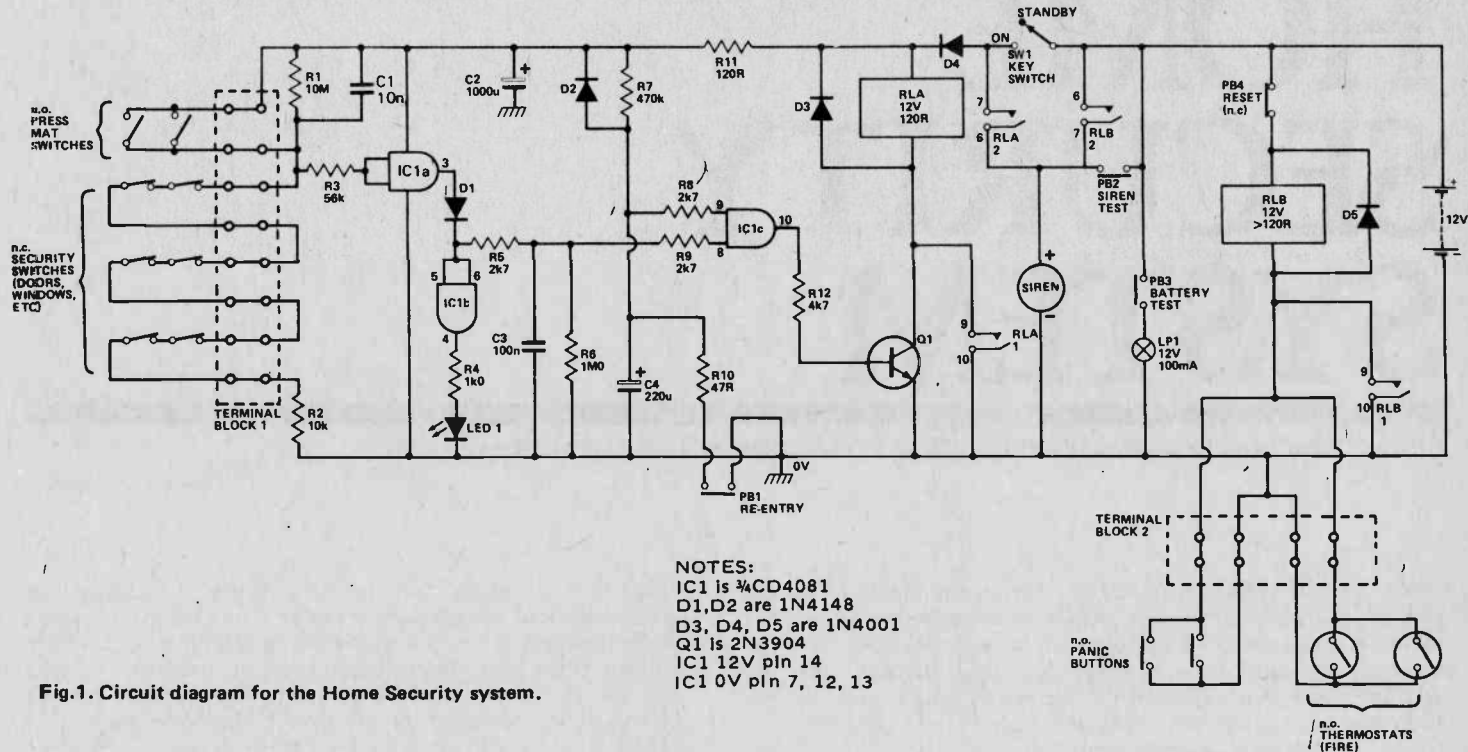 STANDBY
ON
SW1
KEY
SWITCH
R1
10M
C1
10n
C2
1000u
+
D2
R7
470k
R11
120R
D3
RLA
12V
120R
D4
7
6
RLA
2
6
7
RLB
2
PB4
RESET
(n.c)
n.o.
PRESS
MAT
SWITCHES
R3
56k
IC1a
3
D1
R8
2k7
9
IC1c
10
8
R9
2k7
PB2
SIREN
TEST
RLB
12V
>120R
D5
+
12V
−
n.c.
SECURITY
SWITCHES
(DOORS,
WINDOWS,
ETC)
R5
2k7
5
6
IC1b
4
R4
1k0
LED 1
C3
100n
R6
1M0
+
C4
220u
R10
47R
R12
4k7
Q1
9
10
RLA
1
+
SIREN
−
PB3
BATTERY
TEST
LP1
12V
100mA
9
10
RLB
1
TERMINAL
BLOCK 1
R2
10k
0V
PB1
RE-ENTRY
TERMINAL
BLOCK 2
NOTES:
IC1 is ¾CD4081
D1,D2 are 1N4148
D3, D4, D5 are 1N4001
Q1 is 2N3904
IC1 12V pin 14
IC1 0V pin 7, 12, 13
n.o.
PANIC
BUTTONS
n.o.
THERMOSTATS
(FIRE)
Fig.1. Circuit diagram for the Home Security system.